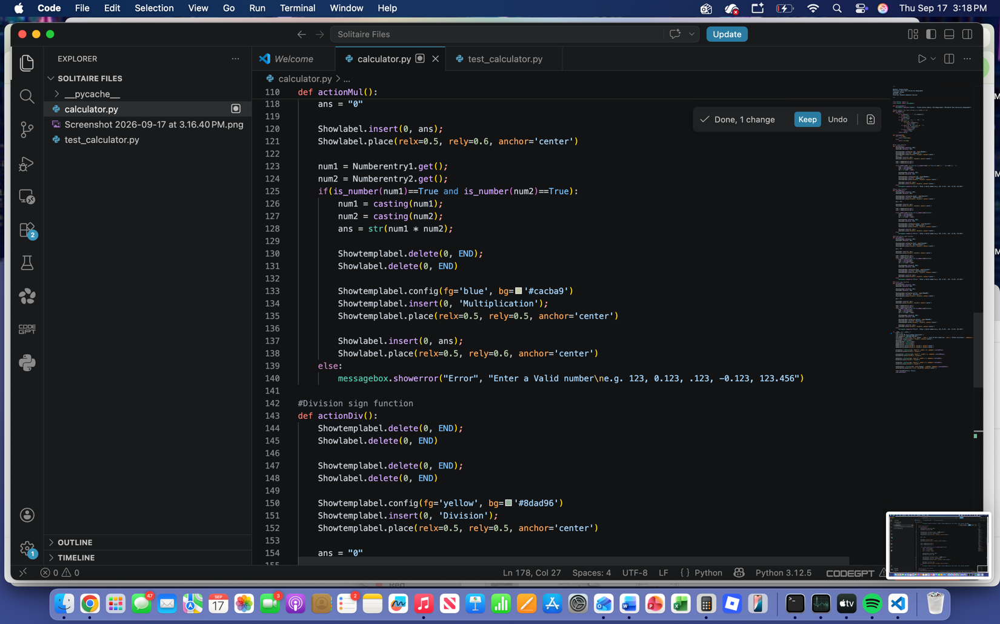 Code File Edit Selection View Go Run Terminal Window Help
Thu Sep 17 3:18 PM
Solitaire Files
Update
EXPLORER
SOLITAIRE FILES
__pycache__
calculator.py
Screenshot 2026-09-17 at 3.16.40 PM.png
test_calculator.py
2
CODE
GPT
1
OUTLINE
TIMELINE
Welcome
calculator.py
test_calculator.py
calculator.py > ...
Done, 1 change
Keep
Undo
110 def actionMul():
118 ans = "0"
119
120 Showlabel.insert(0, ans);
121 Showlabel.place(relx=0.5, rely=0.6, anchor='center')
122
123 num1 = Numberentry1.get();
124 num2 = Numberentry2.get();
125 if(is_number(num1)==True and is_number(num2)==True):
126 num1 = casting(num1);
127 num2 = casting(num2);
128 ans = str(num1 * num2);
129
130 Showtemplabel.delete(0, END);
131 Showlabel.delete(0, END)
132
133 Showtemplabel.config(fg='blue', bg='#cacba9')
134 Showtemplabel.insert(0, 'Multiplication');
135 Showtemplabel.place(relx=0.5, rely=0.5, anchor='center')
136
137 Showlabel.insert(0, ans);
138 Showlabel.place(relx=0.5, rely=0.6, anchor='center')
139 else:
140 messagebox.showerror("Error", "Enter a Valid number\ne.g. 123, 0.123, .123, -0.123, 123.456")
141
142 #Division sign function
143 def actionDiv():
144 Showtemplabel.delete(0, END);
145 Showlabel.delete(0, END)
146
147 Showtemplabel.delete(0, END);
148 Showlabel.delete(0, END)
149
150 Showtemplabel.config(fg='yellow', bg='#8dad96')
151 Showtemplabel.insert(0, 'Division');
152 Showtemplabel.place(relx=0.5, rely=0.5, anchor='center')
153
154 ans = "0"
0 0
Ln 178, Col 27 Spaces: 4 UTF-8 LF {} Python Python 3.12.5 CODEGPT
47
SEP
17
3
2
tv